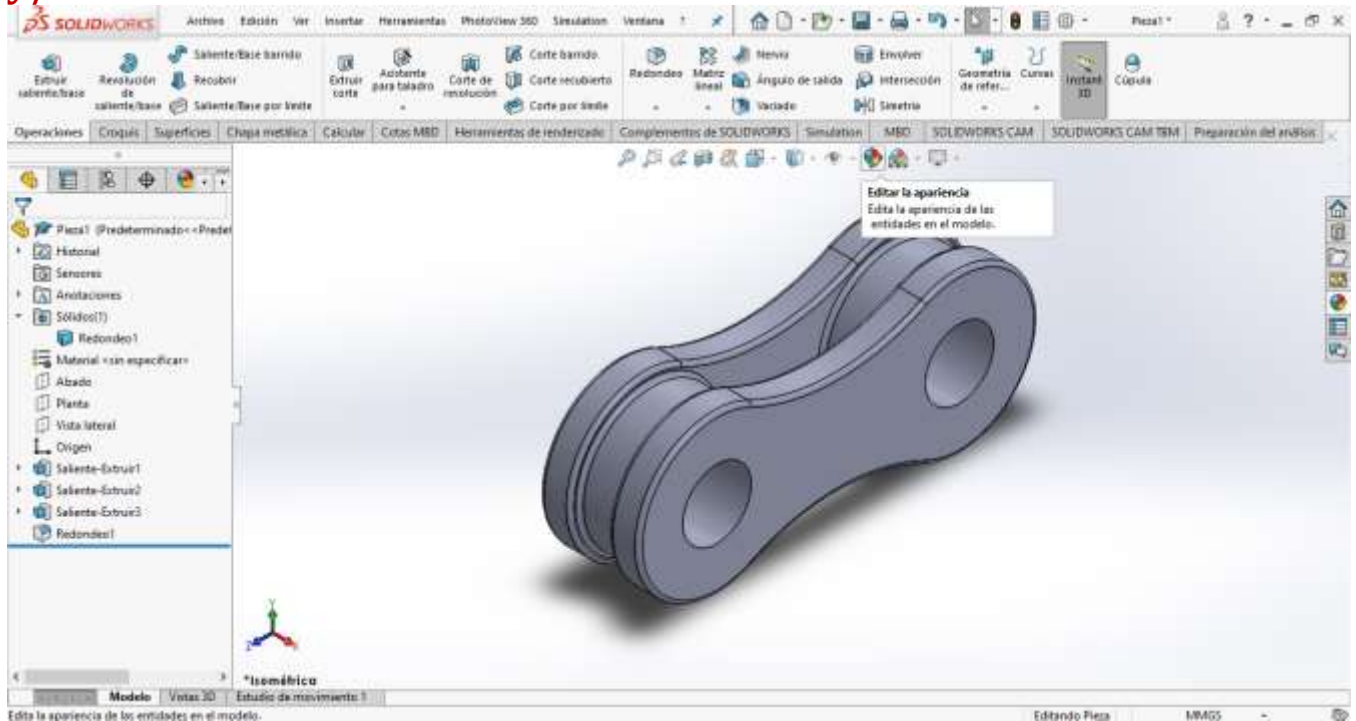 SOLIDWORKS
Archivo Edición Ver Insertar Herramientas PhotoView 360 Simulation Ventana ?
Pieza1 *
Extruir saliente/base
Revolución de saliente/base
Saliente/Base barrido
Recubrir
Saliente/Base por límite
Extruir corte
Asistente para taladro
Corte de revolución
Corte barrido
Corte recubierto
Corte por límite
Redondeo
Matriz lineal
Nervio
Ángulo de salida
Vaciado
Envolver
Intersección
Simetría
Geometría de refer...
Curvas
Instant 3D
Cúpula
Operaciones Croquis Superficies Chapa metálica Calcular Cotas MBD Herramientas de renderizado Complementos de SOLIDWORKS Simulation MBD SOLIDWORKS CAM SOLIDWORKS CAM TBM Preparación del análisis
Editar la apariencia
Edita la apariencia de las
entidades en el modelo.
Pieza1 (Predeterminado<<Predet
Historial
Sensores
Anotaciones
Sólidos(1)
Redondeo1
Material <sin especificar>
Alzado
Planta
Vista lateral
Origen
Saliente-Extruir1
Saliente-Extruir2
Saliente-Extruir3
Redondeo1
Y
Z
X
*Isométrica
Modelo Vistas 3D Estudio de movimiento 1
Edita la apariencia de las entidades en el modelo.
Editando Pieza MMGS